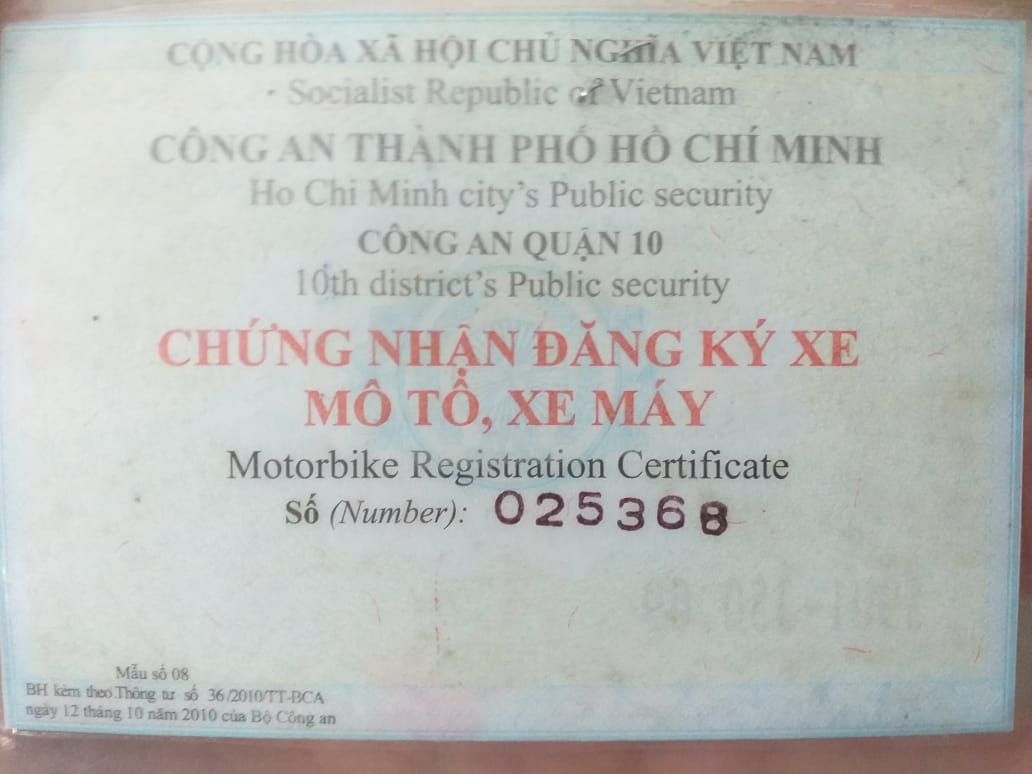 CỘNG HÒA XÃ HỘI CHỦ NGHĨA VIỆT NAM
Socialist Republic of Vietnam
CÔNG AN THÀNH PHỐ HỒ CHÍ MINH
Ho Chi Minh city's Public security
CÔNG AN QUẬN 10
10th district's Public security
CHỨNG NHẬN ĐĂNG KÝ XE
MÔ TÔ, XE MÁY
Motorbike Registration Certificate
Số (Number): 025368
Mẫu số 08
BH kèm theo Thông tư số 36/2010/TT-BCA
ngày 12 tháng 10 năm 2010 của Bộ Công an